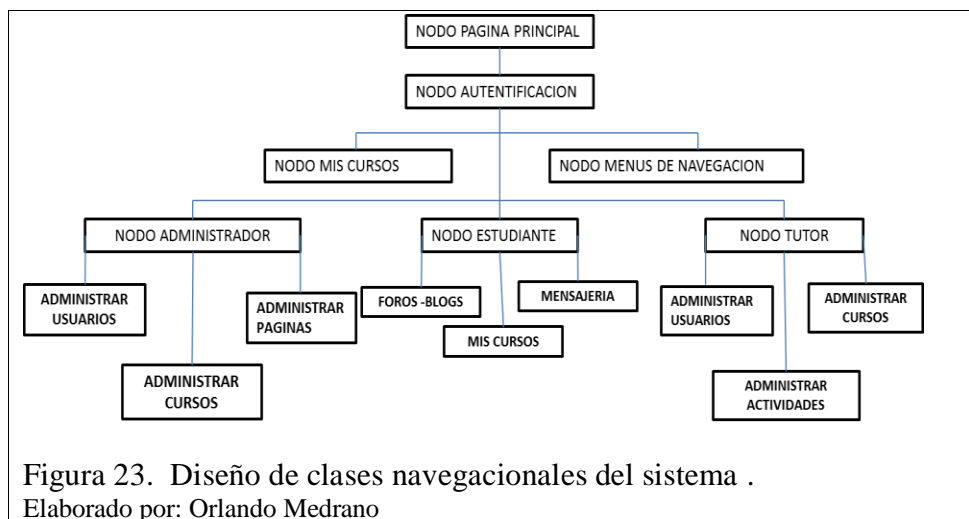 NODO PAGINA PRINCIPAL
NODO AUTENTIFICACION
NODO MIS CURSOS
NODO MENUS DE NAVEGACION
NODO ADMINISTRADOR
NODO ESTUDIANTE
NODO TUTOR
ADMINISTRAR
USUARIOS
ADMINISTRAR
CURSOS
ADMINISTRAR
PAGINAS
FOROS -BLOGS
MIS CURSOS
MENSAJERIA
ADMINISTRAR
USUARIOS
ADMINISTRAR
ACTIVIDADES
ADMINISTRAR
CURSOS
Figura 23. Diseño de clases navegacionales del sistema .
Elaborado por: Orlando Medrano